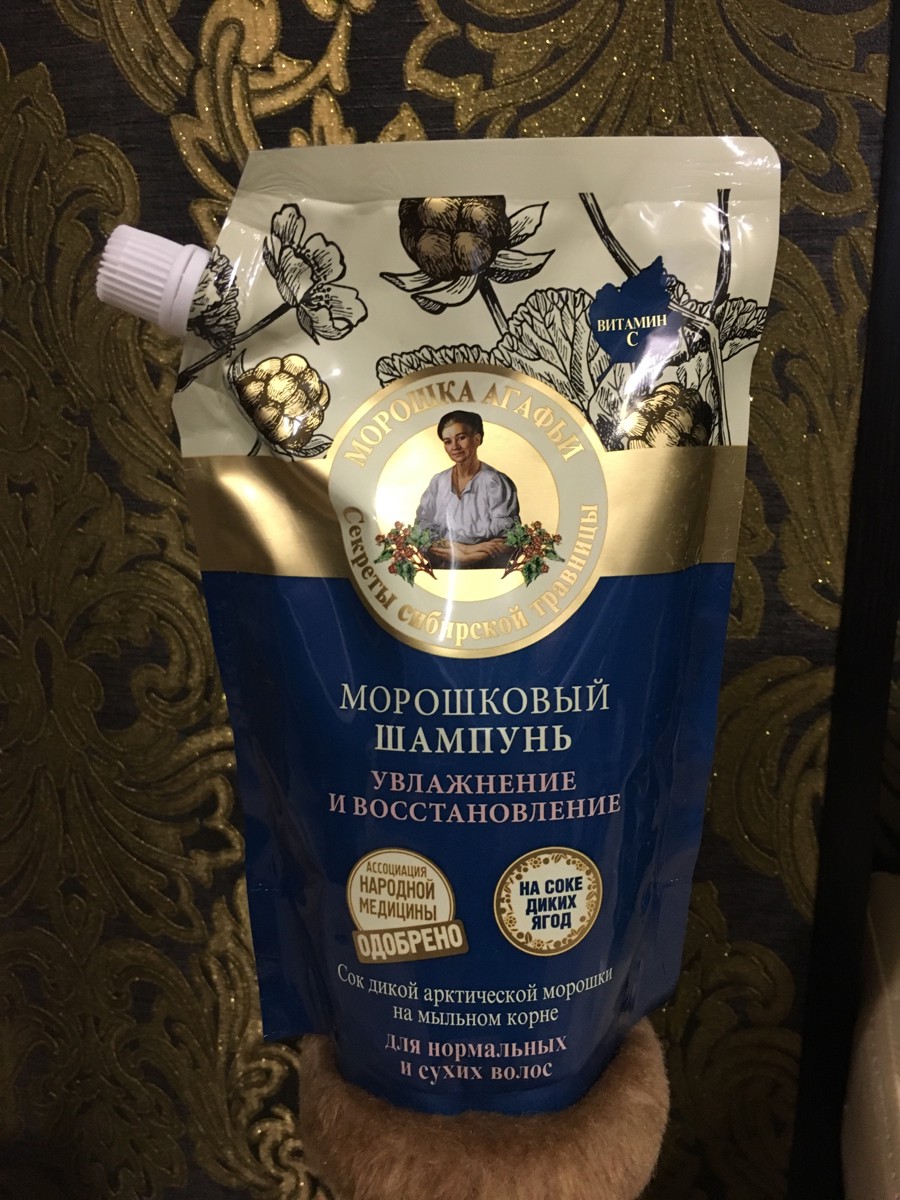 ВИТАМИН
С
МОРОШКА АГАФЬИ
Секреты сибирской травницы
МОРОШКОВЫЙ
ШАМПУНЬ
УВЛАЖНЕНИЕ
И ВОССТАНОВЛЕНИЕ
АССОЦИАЦИЯ
НАРОДНОЙ
МЕДИЦИНЫ
ОДОБРЕНО
НА СОКЕ
ДИКИХ
ЯГОД
Сок дикой арктической морошки
на мыльном корне
для нормальных
и сухих волос